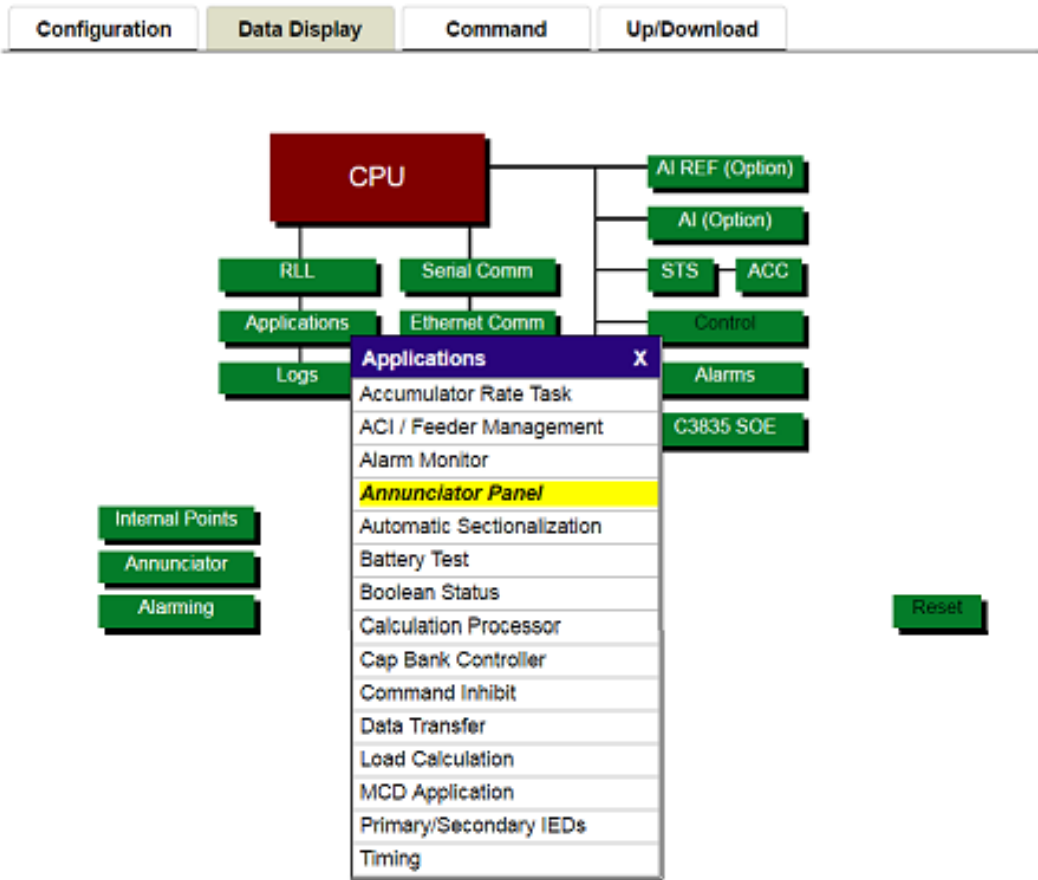 Configuration
Data Display
Command
Up/Download
CPU
AI REF (Option)
AI (Option)
RLL
Serial Comm
STS
ACC
Applications
Ethernet Comm
Control
Logs
Alarms
C3835 SOE
Applications X
Accumulator Rate Task
ACI / Feeder Management
Alarm Monitor
Annunciator Panel
Automatic Sectionalization
Battery Test
Boolean Status
Calculation Processor
Cap Bank Controller
Command Inhibit
Data Transfer
Load Calculation
MCD Application
Primary/Secondary IEDs
Timing
Internal Points
Annunciator
Alarming
Reset